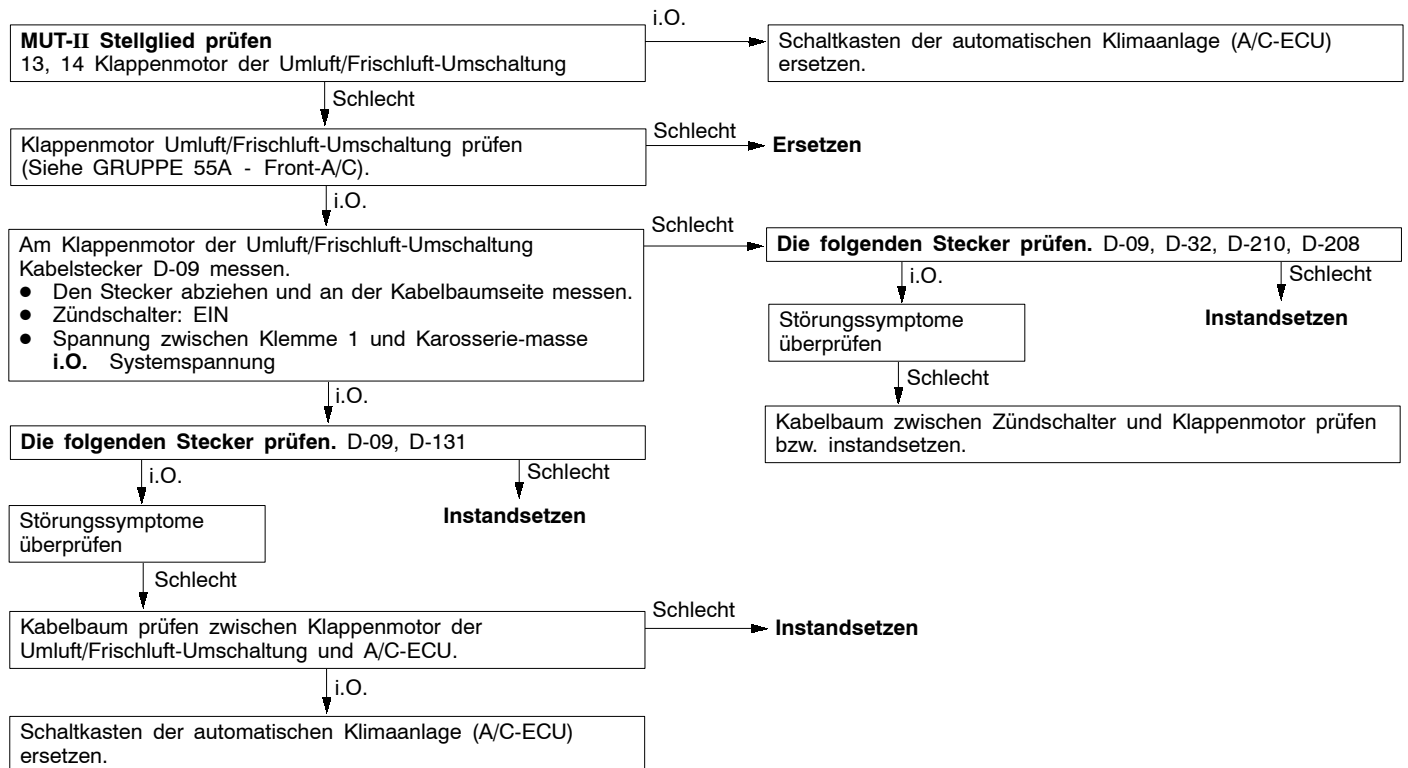 MUT-II Stellglied prüfen
13, 14 Klappenmotor der Umluft/Frischluft-Umschaltung
i.O.
Schaltkasten der automatischen Klimaanlage (A/C-ECU)
ersetzen.
Schlecht
Klappenmotor Umluft/Frischluft-Umschaltung prüfen
(Siehe GRUPPE 55A - Front-A/C).
Schlecht
Ersetzen
i.O.
Am Klappenmotor der Umluft/Frischluft-Umschaltung
Kabelstecker D-09 messen.
● Den Stecker abziehen und an der Kabelbaumseite messen.
● Zündschalter: EIN
● Spannung zwischen Klemme 1 und Karosserie-masse
i.O. Systemspannung
Schlecht
Die folgenden Stecker prüfen. D-09, D-32, D-210, D-208
i.O.
Schlecht
Störungssymptome
überprüfen
Instandsetzen
Schlecht
Kabelbaum zwischen Zündschalter und Klappenmotor prüfen
bzw. instandsetzen.
i.O.
Die folgenden Stecker prüfen. D-09, D-131
i.O.
Schlecht
Störungssymptome
überprüfen
Instandsetzen
Schlecht
Kabelbaum prüfen zwischen Klappenmotor der
Umluft/Frischluft-Umschaltung und A/C-ECU.
Schlecht
Instandsetzen
i.O.
Schaltkasten der automatischen Klimaanlage (A/C-ECU)
ersetzen.